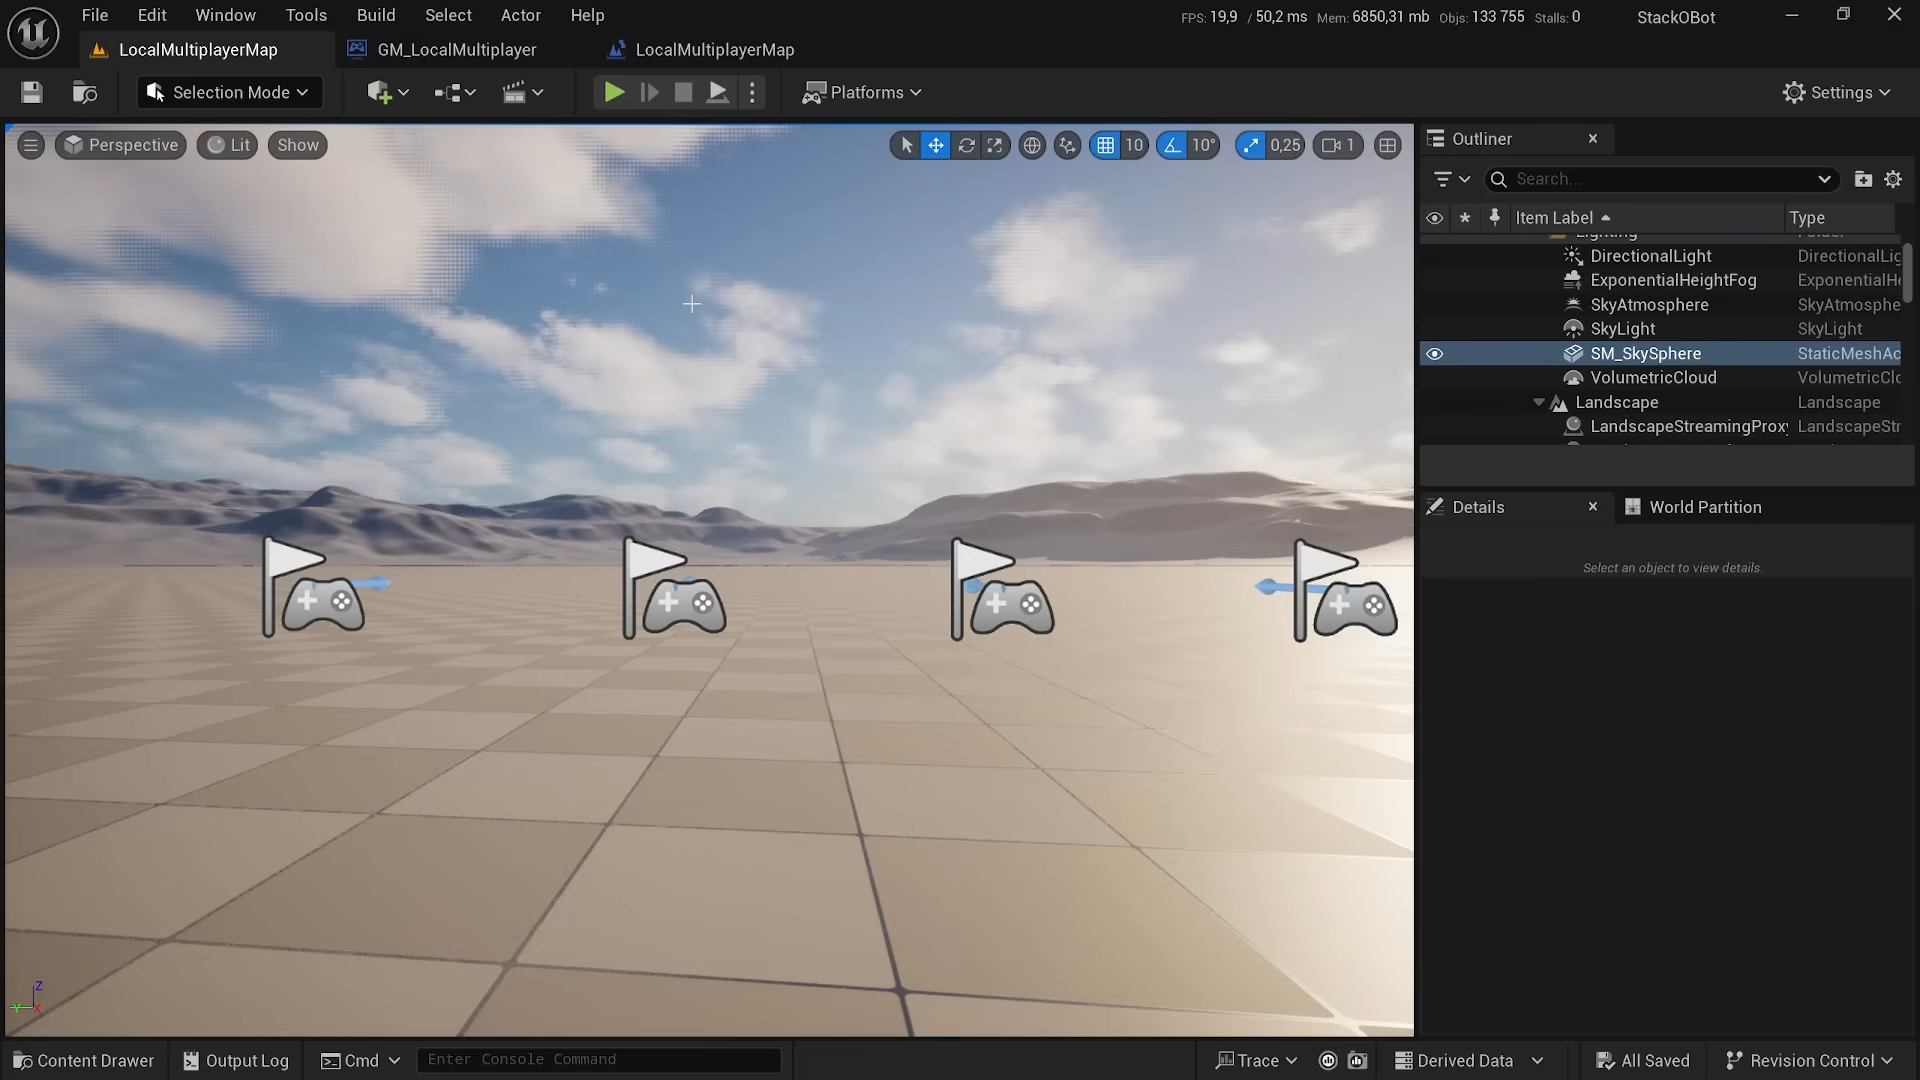 File Edit Window Tools Build Select Actor Help
FPS: 19,9 / 50,2 ms Mem: 6850,31 mb Objs: 133 755 Stalls: 0 StackOBot
LocalMultiplayerMap GM_LocalMultiplayer LocalMultiplayerMap
Selection Mode Platforms Settings
Perspective Lit Show 10 10° 0,25 1
Outliner
Search...
Item Label Type
Lighting Folder
DirectionalLight DirectionalLig
ExponentialHeightFog ExponentialHe
SkyAtmosphere SkyAtmosphe
SkyLight SkyLight
SM_SkySphere StaticMeshAc
VolumetricCloud VolumetricClo
Landscape Landscape
LandscapeStreamingProxy LandscapeStr
Details World Partition
Select an object to view details.
Z
Y X
Content Drawer Output Log Cmd Enter Console Command Trace Derived Data All Saved Revision Control